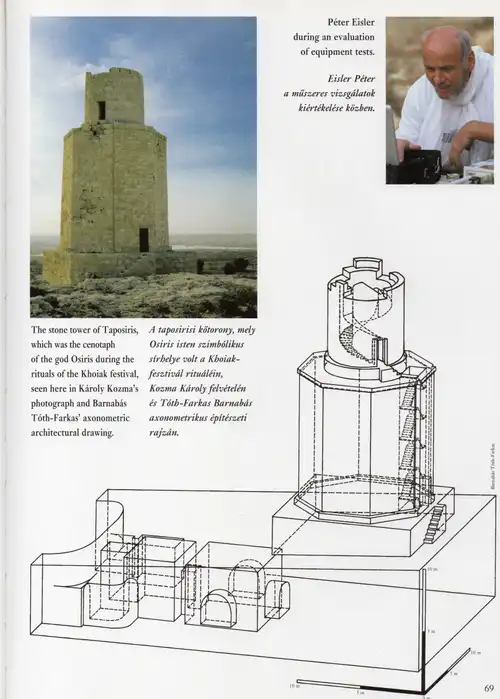 Péter Eisler
during an evaluation
of equipment tests.
Eisler Péter
a műszeres vizsgálatok
kiértékelése közben.
The stone tower of Taposiris,
which was the cenotaph
of the god Osiris during the
rituals of the Khoiak festival,
seen here in Károly Kozma's
photograph and Barnabás
Tóth-Farkas' axonometric
architectural drawing.
A taposirisi kőtorony, mely
Osiris isten szimbólikus
sírhelye volt a Khoiak-
fesztivál rituáléin,
Kozma Károly felvételén
és Tóth-Farkas Barnabás
axonometrikus építészeti
rajzán.
Barnabás Tóth-Farkas
10 m
5 m
10 m
5 m
10 m
5 m
69